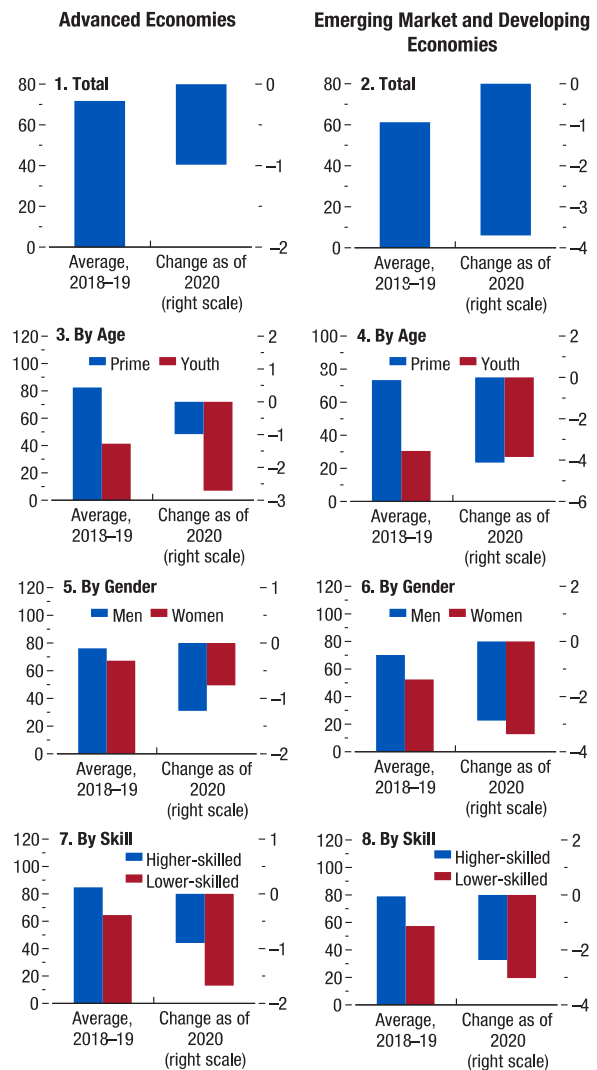 Advanced Economies
Emerging Market and Developing
Economies
1. Total
80
60
40
20
0
0
–1
–2
Average,
2018–19
Change as of
2020
(right scale)
2. Total
80
60
40
20
0
0
–1
–2
–3
–4
Average,
2018–19
Change as of
2020
(right scale)
3. By Age
Prime
Youth
120
100
80
60
40
20
0
2
1
0
–1
–2
–3
Average,
2018–19
Change as of
2020
(right scale)
4. By Age
Prime
Youth
100
80
60
40
20
0
2
0
–2
–4
–6
Average,
2018–19
Change as of
2020
(right scale)
5. By Gender
Men
Women
120
100
80
60
40
20
0
1
0
–1
–2
Average,
2018–19
Change as of
2020
(right scale)
6. By Gender
Men
Women
120
100
80
60
40
20
0
2
0
–2
–4
Average,
2018–19
Change as of
2020
(right scale)
7. By Skill
Higher-skilled
Lower-skilled
120
100
80
60
40
20
0
1
0
–1
–2
Average,
2018–19
Change as of
2020
(right scale)
8. By Skill
Higher-skilled
Lower-skilled
120
100
80
60
40
20
0
2
0
–2
–4
Average,
2018–19
Change as of
2020
(right scale)